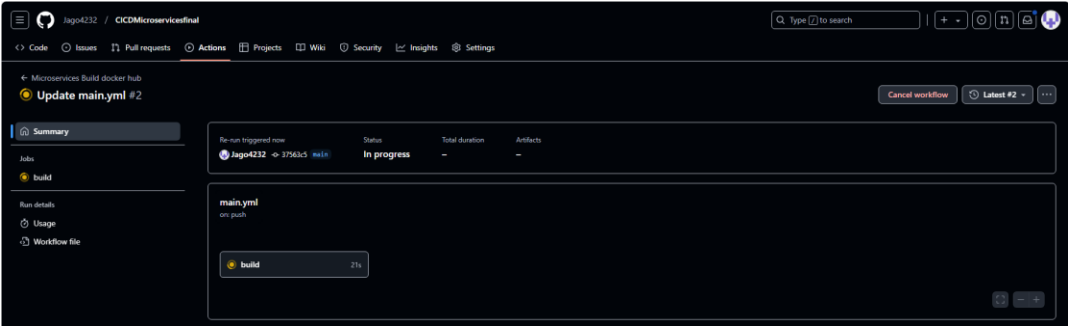 Jago4232 / CICDMicroservicesfinal
Type / to search
Code Issues Pull requests Actions Projects Wiki Security Insights Settings
← Microservices Build docker hub
Update main.yml #2
Cancel workflow
Latest #2
Summary
Jobs
build
Run details
Usage
Workflow file
Re-run triggered now Status Total duration Artifacts
Jago4232 37563c5 main In progress – –
main.yml
on: push
build 21s